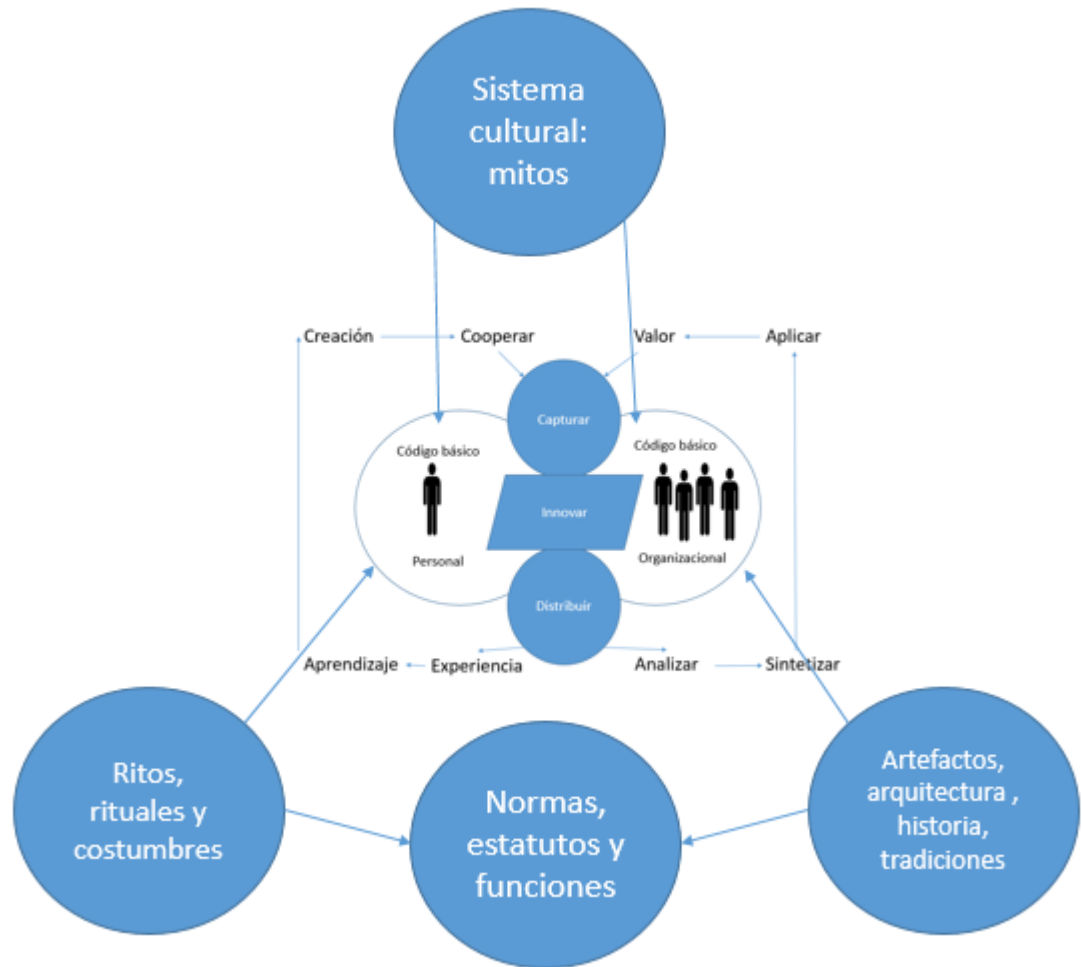 Sistema
cultural:
mitos
Creación
Cooperar
Valor
Aplicar
Capturar
Código básico
Código básico
Innovar
Personal
Organizacional
Distribuir
Aprendizaje
Experiencia
Analizar
Sintetizar
Ritos,
rituales y
costumbres
Normas,
estatutos y
funciones
Artefactos,
arquitectura ,
historia,
tradiciones